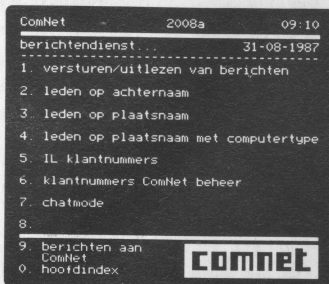 ComNet 2008a 09:10
berichtendienst... 31-08-1987
1. versturen/uitlezen van berichten
2. leden op achternaam
3. leden op plaatsnaam
4. leden op plaatsnaam met computertype
5. IL klantnummers
6. klantnummers ComNet beheer
7. chatmode
8.
9. berichten aan
ComNet
0. hoofdindex
comnet